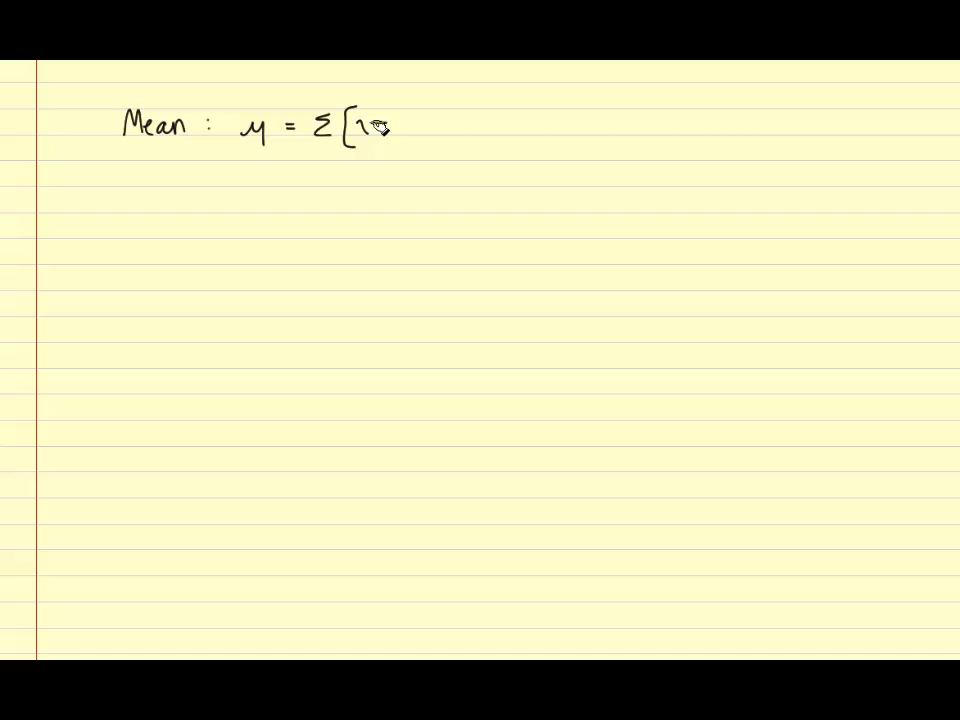 Mean : μ = Σ [